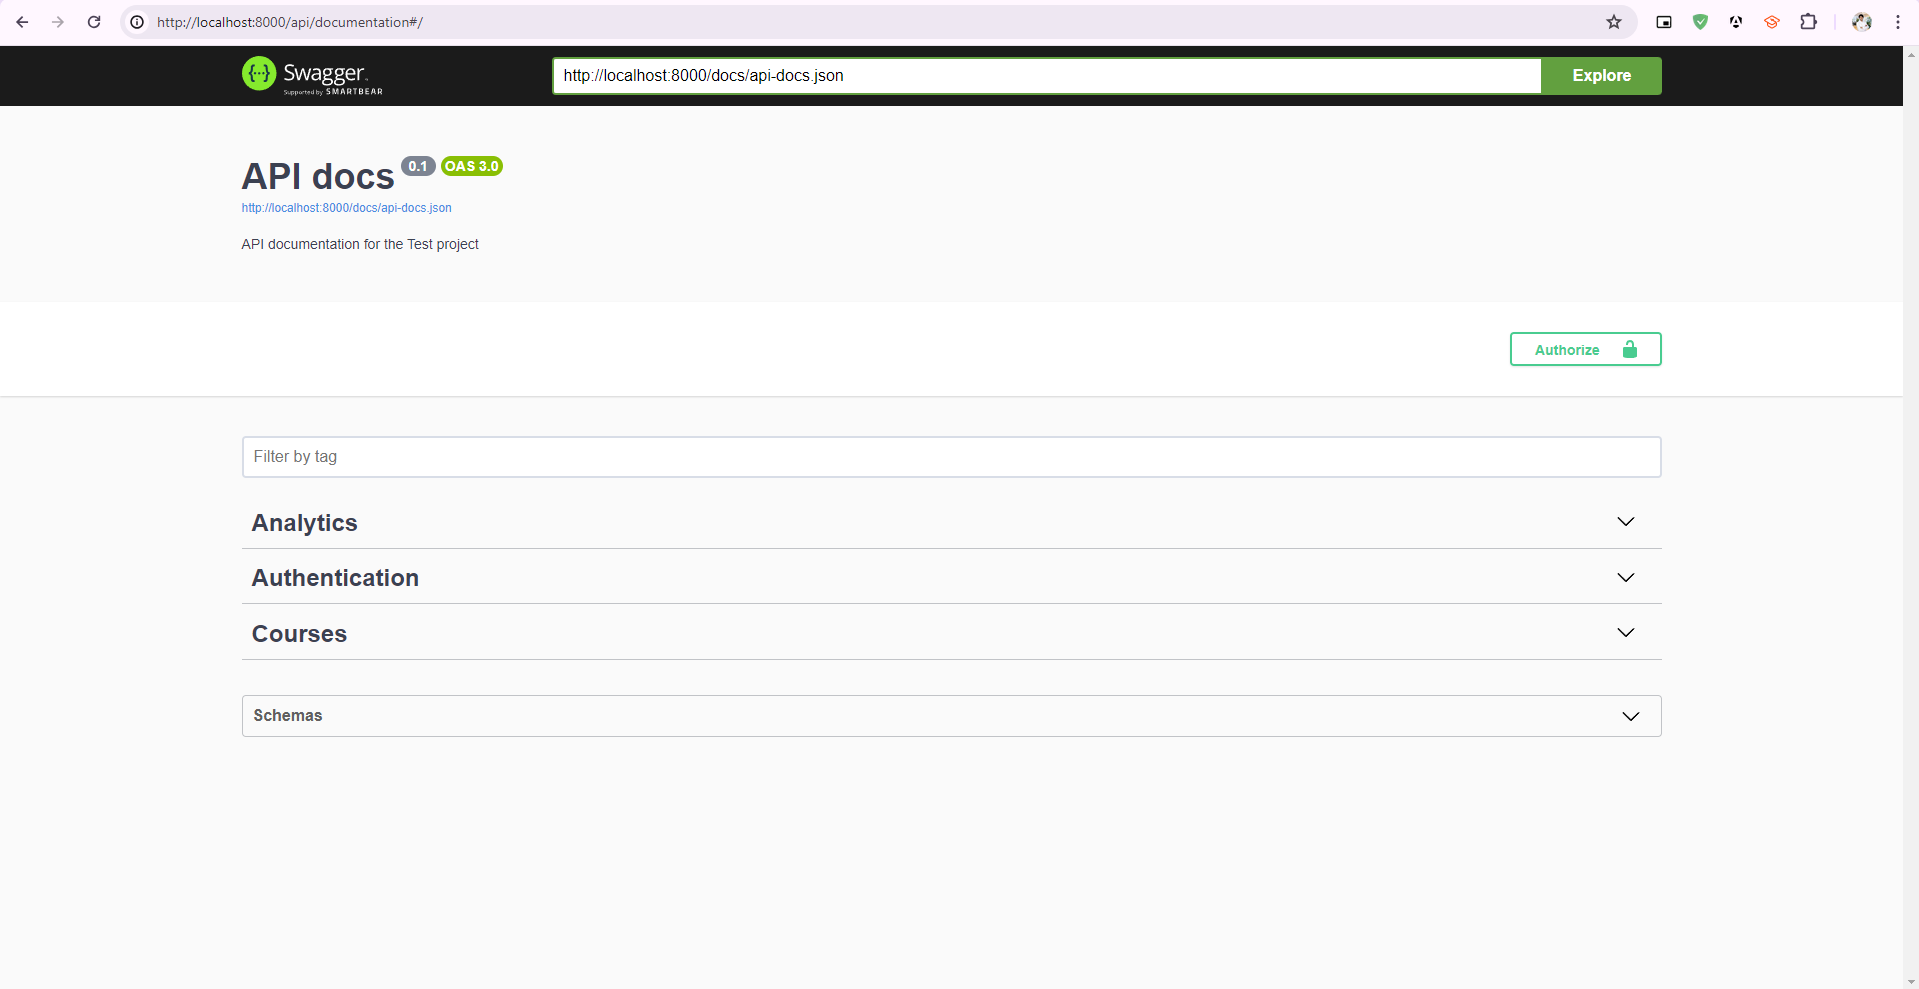 http://localhost:8000/api/documentation#/
Swagger
Supported by SMARTBEAR
http://localhost:8000/docs/api-docs.json
Explore
API docs 0.1 OAS 3.0
http://localhost:8000/docs/api-docs.json
API documentation for the Test project
Authorize
Filter by tag
Analytics
Authentication
Courses
Schemas